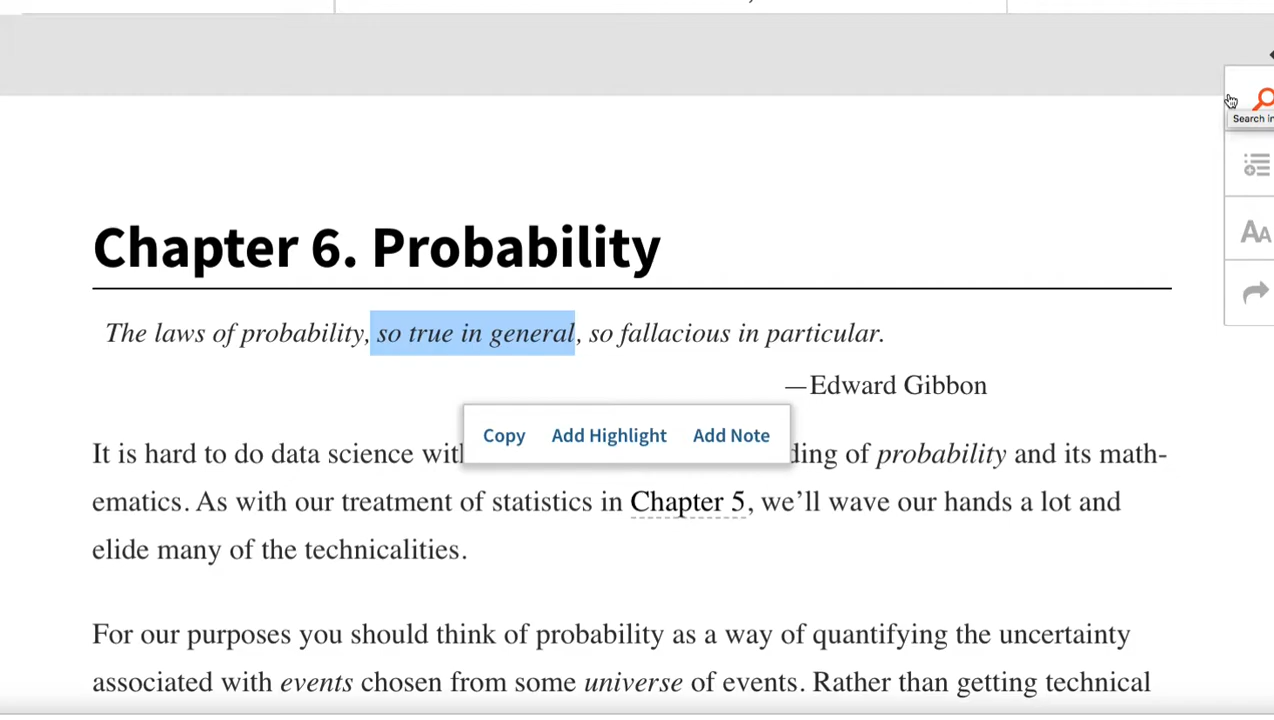 Search in
Chapter 6. Probability
The laws of probability, so true in general, so fallacious in particular.
—Edward Gibbon
Copy Add Highlight Add Note
It is hard to do data science ding of probability and its math-
ematics. As with our treatment of statistics in Chapter 5, we’ll wave our hands a lot and
elide many of the technicalities.
For our purposes you should think of probability as a way of quantifying the uncertainty
associated with events chosen from some universe of events. Rather than getting technical
AA